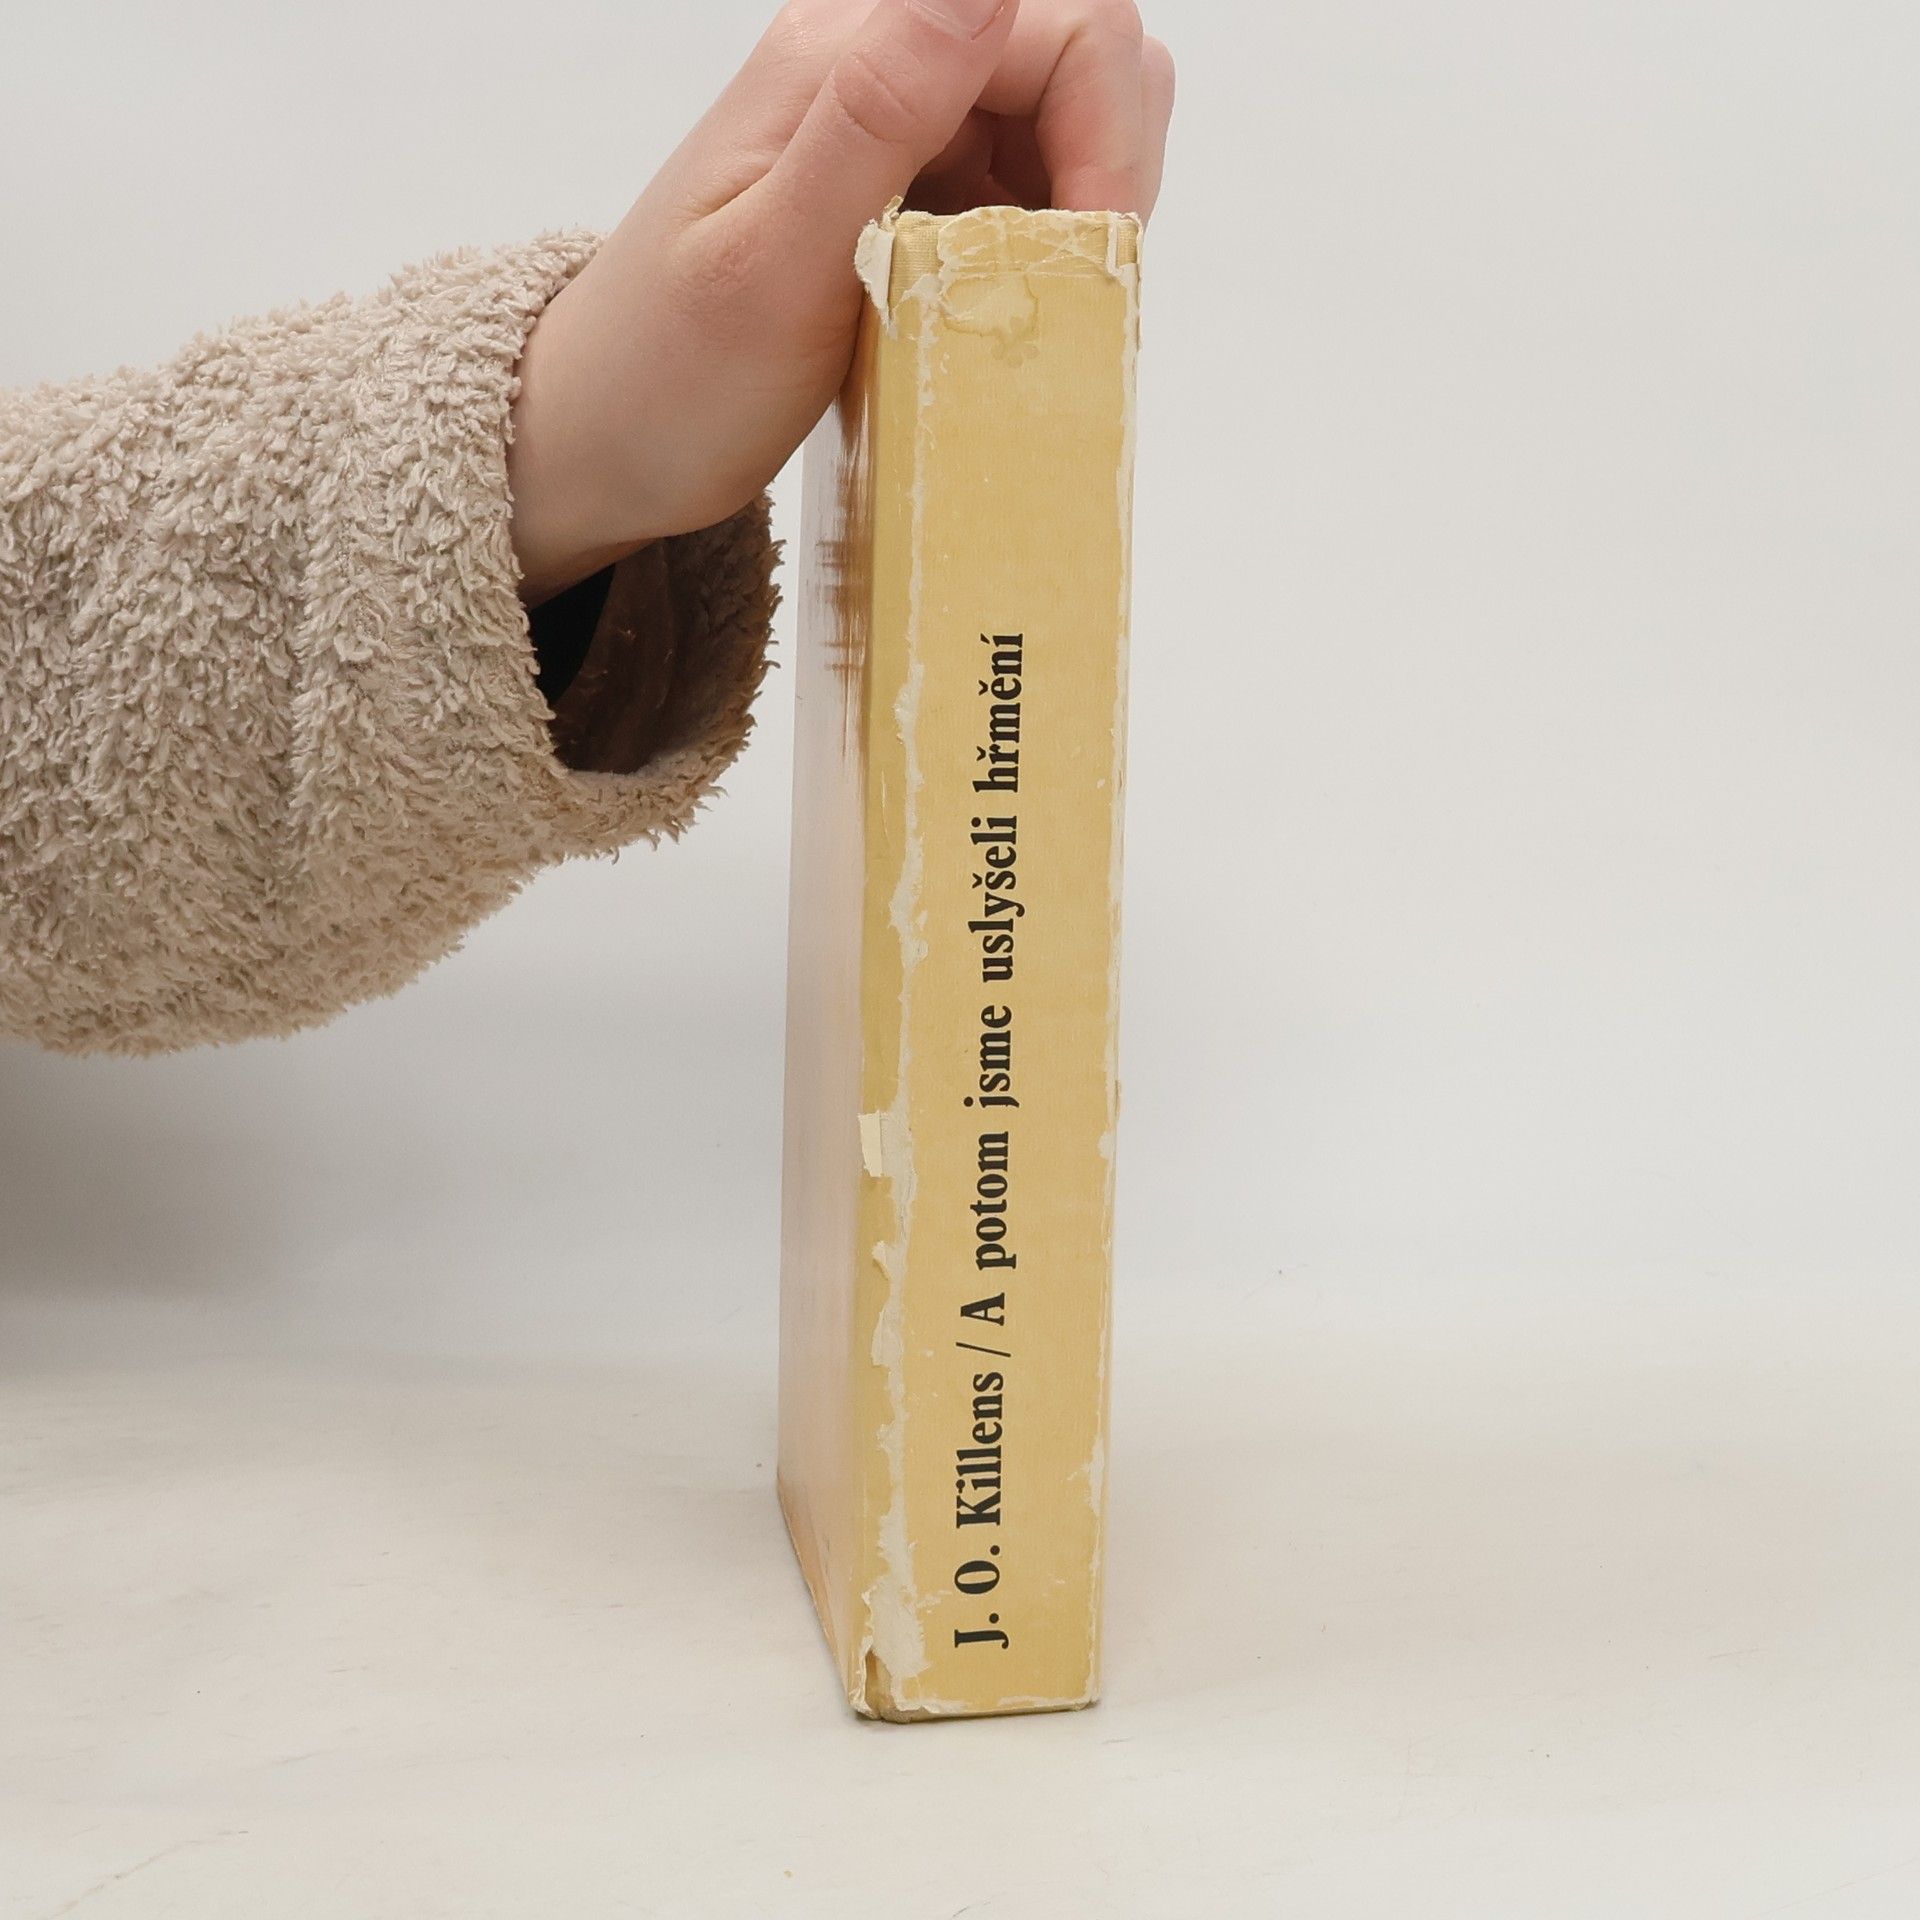 J. O. Killens / A potom jsme uslyšeli hřmění